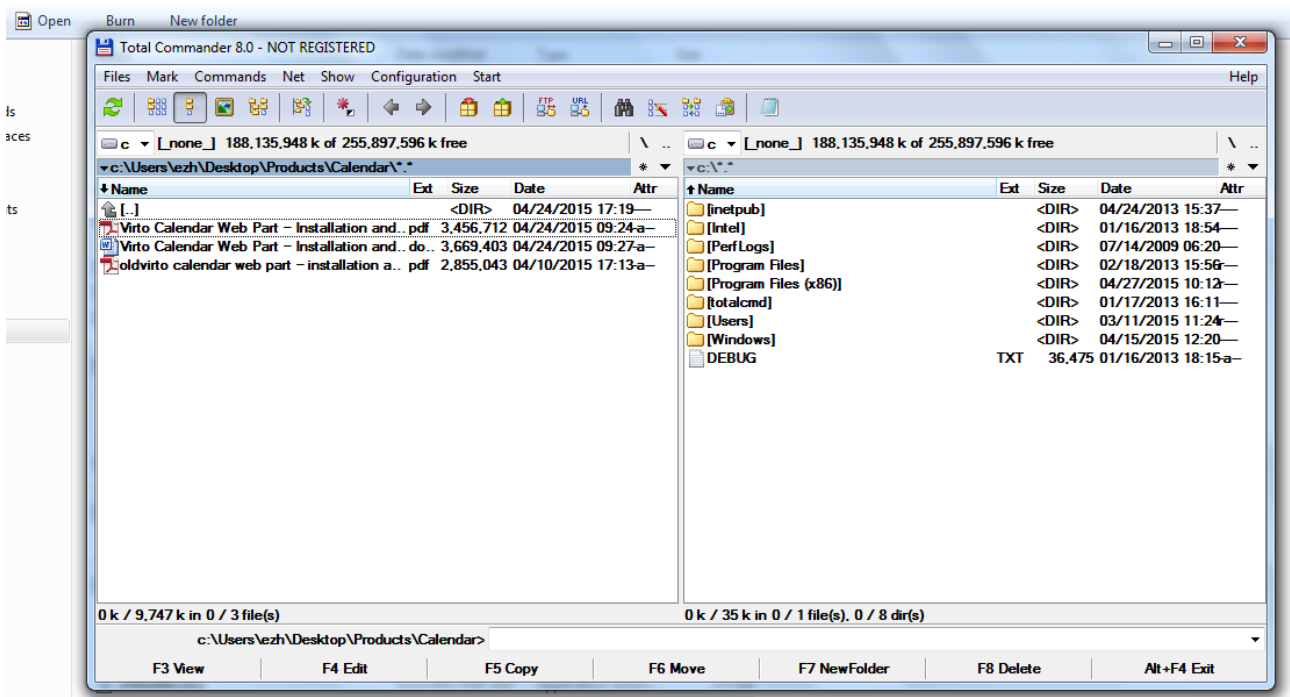 Open Burn New folder
Total Commander 8.0 - NOT REGISTERED
Files Mark Commands Net Show Configuration Start Help
FTP URL
c [_none_] 188,135,948 k of 255,897,596 k free \ .. c [_none_] 188,135,948 k of 255,897,596 k free \ ..
c:\Users\ezh\Desktop\Products\Calendar\*.* * c:\*.* *
Name Ext Size Date Attr Name Ext Size Date Attr
[..] <DIR> 04/24/2015 17:19---- [inetpub] <DIR> 04/24/2013 15:37----
Virto Calendar Web Part – Installation and.. pdf 3,456,712 04/24/2015 09:24-a-- [Intel] <DIR> 01/16/2013 18:54----
Virto Calendar Web Part – Installation and.. do.. 3,669,403 04/24/2015 09:27-a-- [PerfLogs] <DIR> 07/14/2009 06:20----
oldvirto calendar web part – installation a.. pdf 2,855,043 04/10/2015 17:13-a-- [Program Files] <DIR> 02/18/2013 15:56r---
[Program Files (x86)] <DIR> 04/27/2015 10:12r---
[totalcmd] <DIR> 01/17/2013 16:11----
[Users] <DIR> 03/11/2015 11:24r---
[Windows] <DIR> 04/15/2015 12:20----
DEBUG TXT 36,475 01/16/2013 18:15-a--
0 k / 9,747 k in 0 / 3 file(s) 0 k / 35 k in 0 / 1 file(s), 0 / 8 dir(s)
c:\Users\ezh\Desktop\Products\Calendar>
F3 View F4 Edit F5 Copy F6 Move F7 NewFolder F8 Delete Alt+F4 Exit